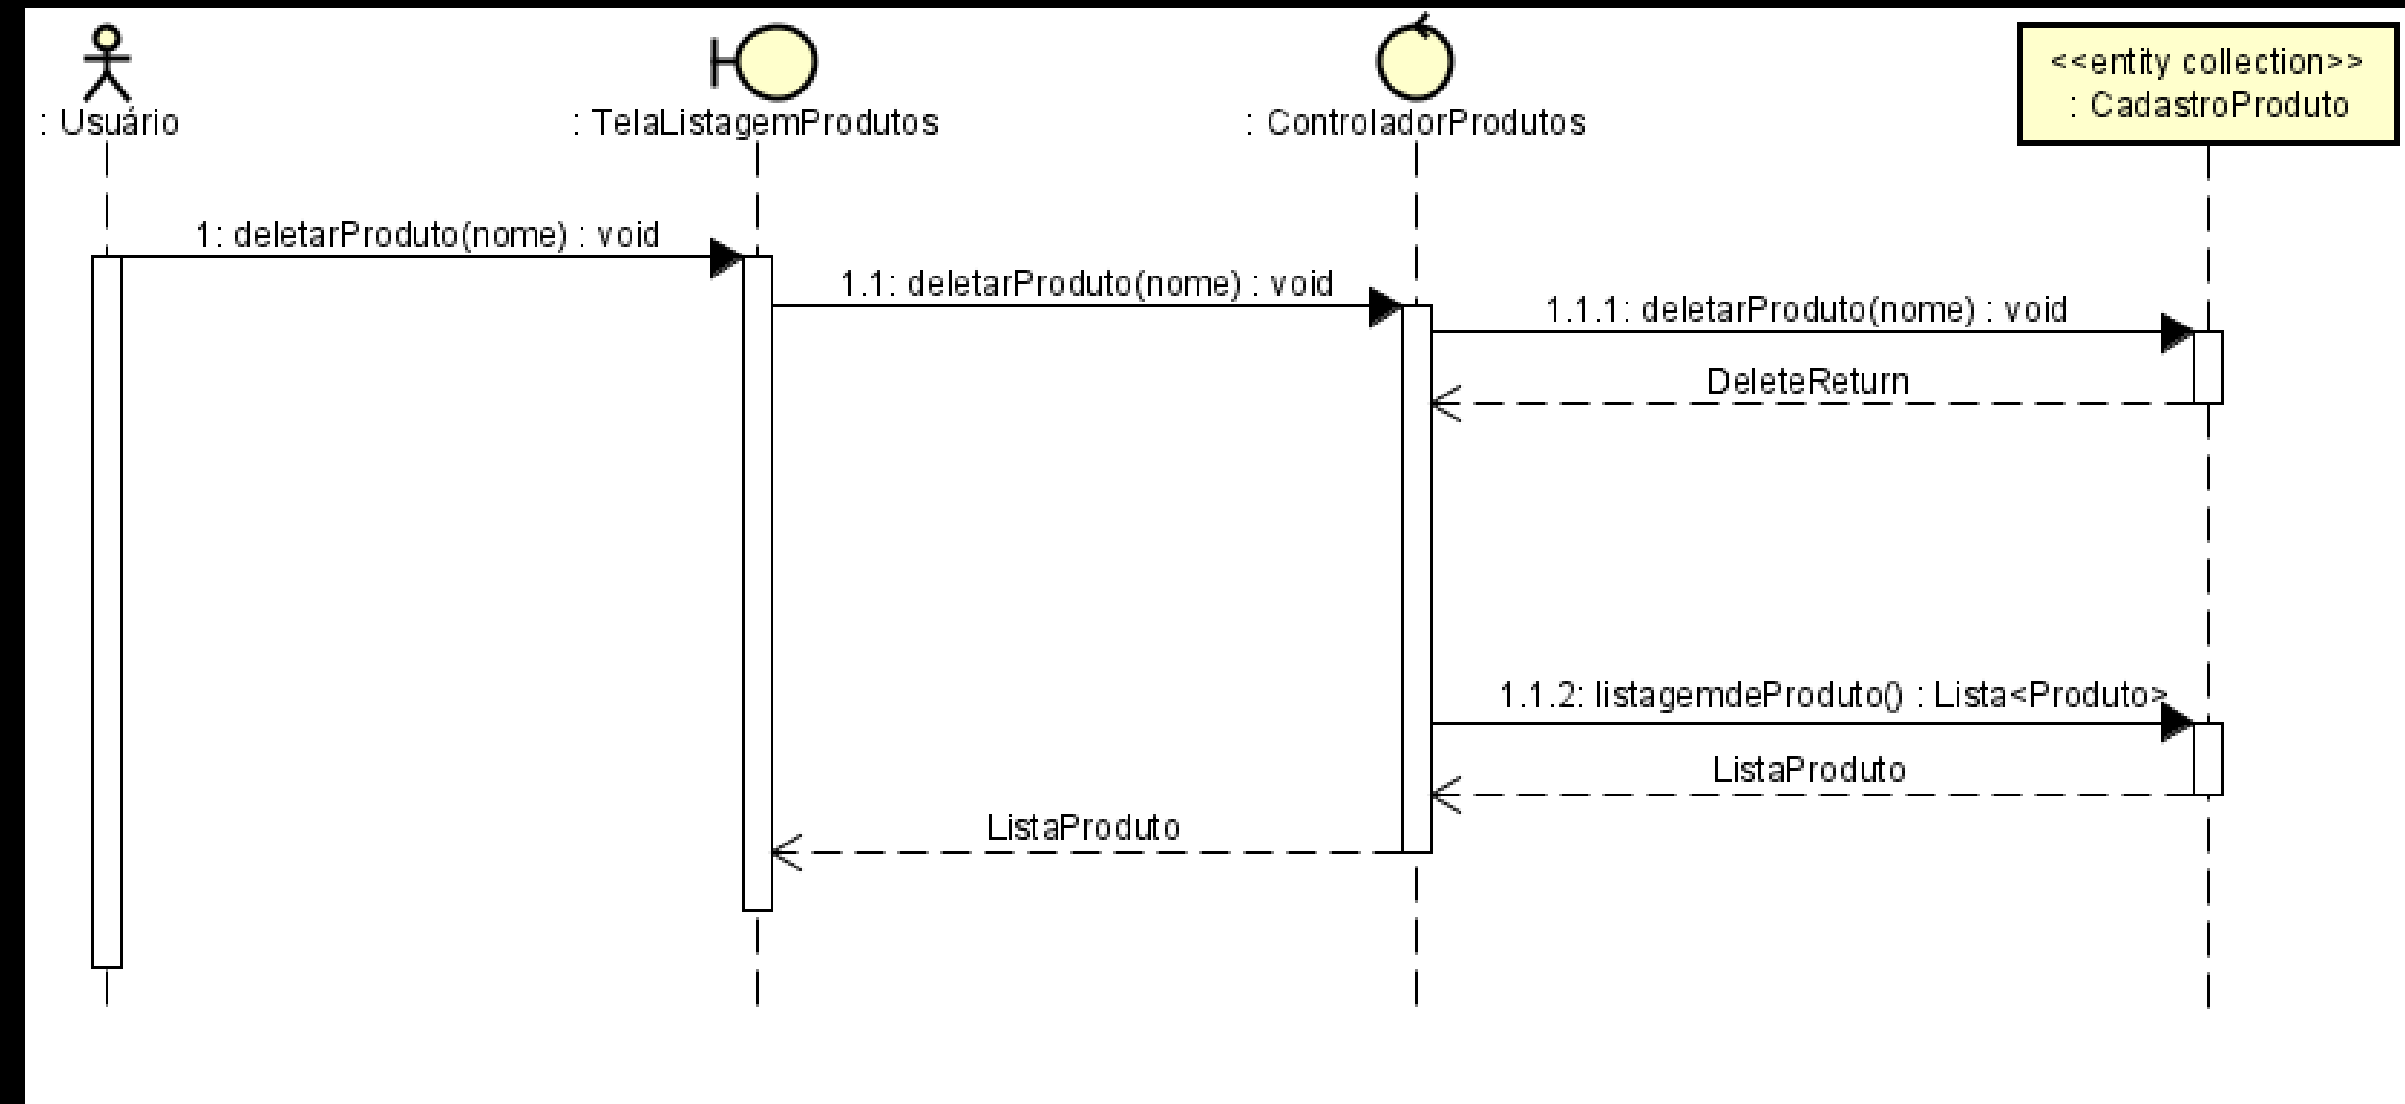 : Usuário
: TelaListagemProdutos
: ControladorProdutos
<<entity collection>>
: CadastroProduto
1: deletarProduto(nome) : void
1.1: deletarProduto(nome) : void
1.1.1: deletarProduto(nome) : void
DeleteReturn
1.1.2: listagemdeProduto() : Lista<Produto>
ListaProduto
ListaProduto